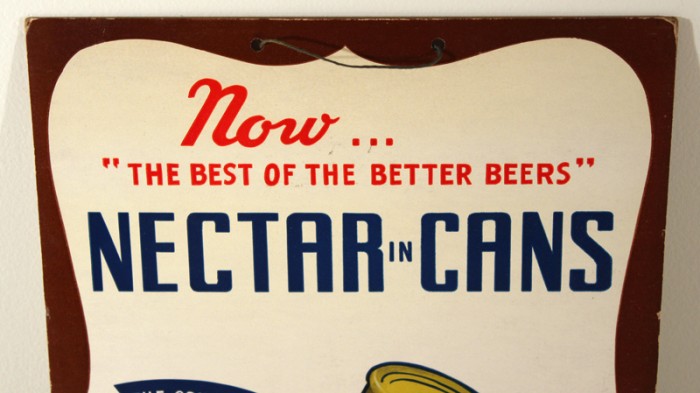 Now...
"THE BEST OF THE BETTER BEERS"
NECTAR IN CANS